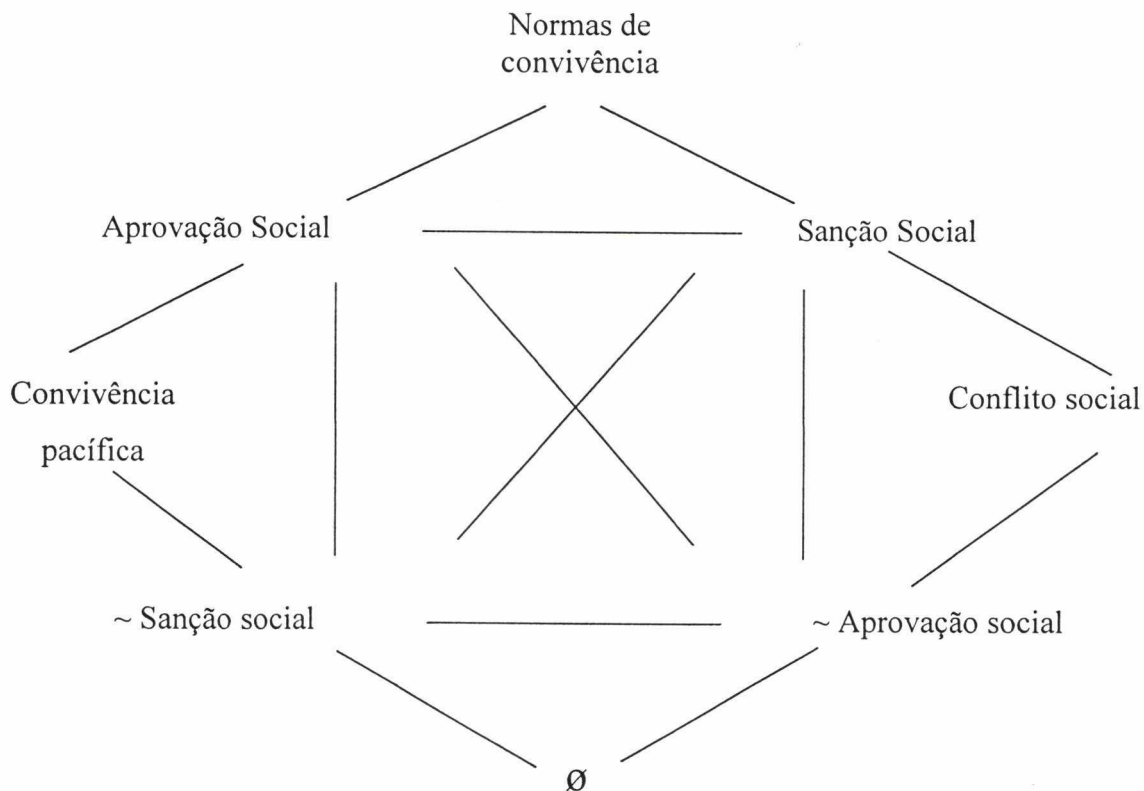 Normas de
convivência
Aprovação Social
Sanção Social
Convivência
pacífica
Conflito social
~ Sanção social
~ Aprovação social
Ø